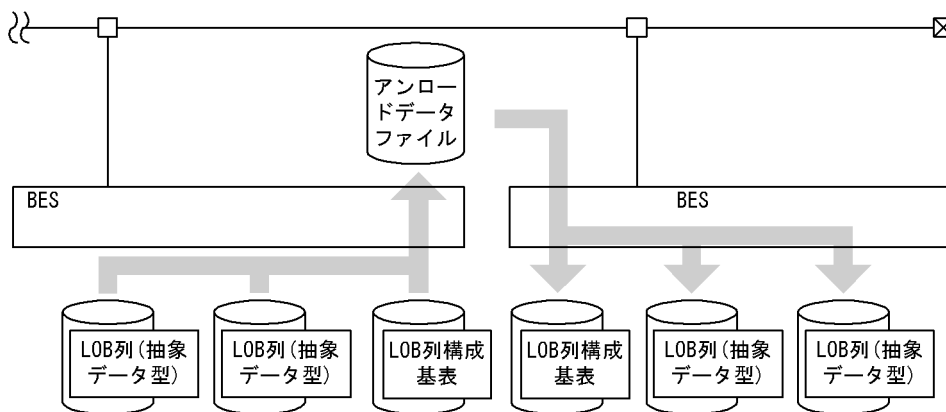 アンロー
ドデータ
ファイル
BES
BES
LOB列(抽象
データ型)
LOB列(抽象
データ型)
LOB列構成
基表
LOB列構成
基表
LOB列(抽象
データ型)
LOB列(抽象
データ型)